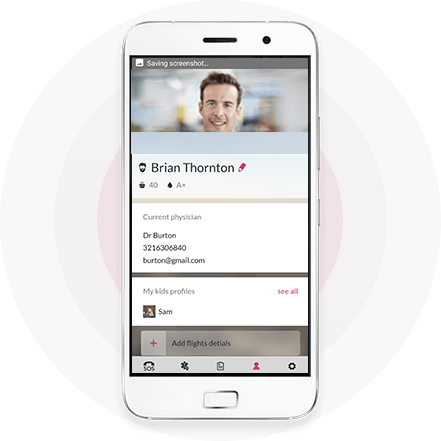 Saving screenshot...
Brian Thornton
40 A+
Current physician
Dr Burton
3216306840
burton@gmail.com
My kids profiles see all
Sam
+ Add flights detials
SOS